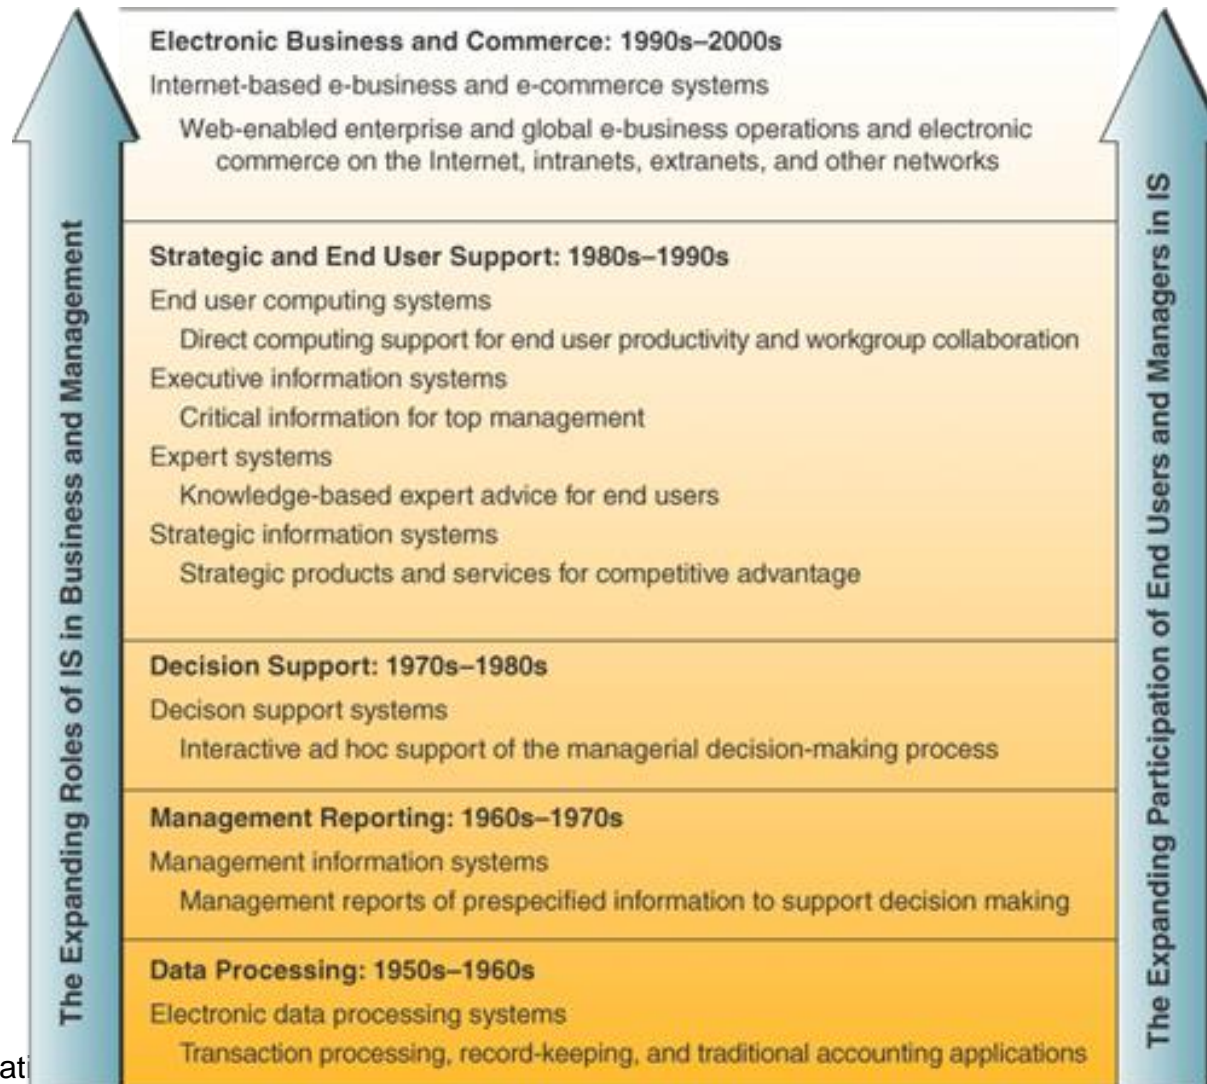 Electronic Business and Commerce: 1990s–2000s
Internet-based e-business and e-commerce systems
Web-enabled enterprise and global e-business operations and electronic
commerce on the Internet, intranets, extranets, and other networks
Strategic and End User Support: 1980s–1990s
End user computing systems
Direct computing support for end user productivity and workgroup collaboration
Executive information systems
Critical information for top management
Expert systems
Knowledge-based expert advice for end users
Strategic information systems
Strategic products and services for competitive advantage
Decision Support: 1970s–1980s
Decison support systems
Interactive ad hoc support of the managerial decision-making process
Management Reporting: 1960s–1970s
Management information systems
Management reports of prespecified information to support decision making
Data Processing: 1950s–1960s
Electronic data processing systems
Transaction processing, record-keeping, and traditional accounting applications
The Expanding Roles of IS in Business and Management
The Expanding Participation of End Users and Managers in IS